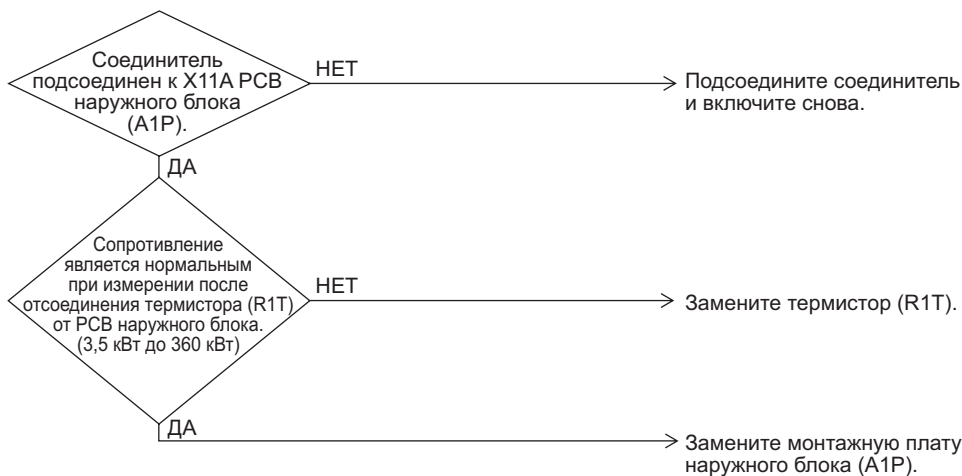 Соединитель
подсоединен к X11A PCB
наружного блока
(A1P).
НЕТ
Подсоедините соединитель
и включите снова.
ДА
Сопротивление
является нормальным
при измерении после
отсоединения термистора (R1T)
от PCB наружного блока.
(3,5 кВт до 360 кВт)
НЕТ
Замените термистор (R1T).
ДА
Замените монтажную плату
наружного блока (A1P).